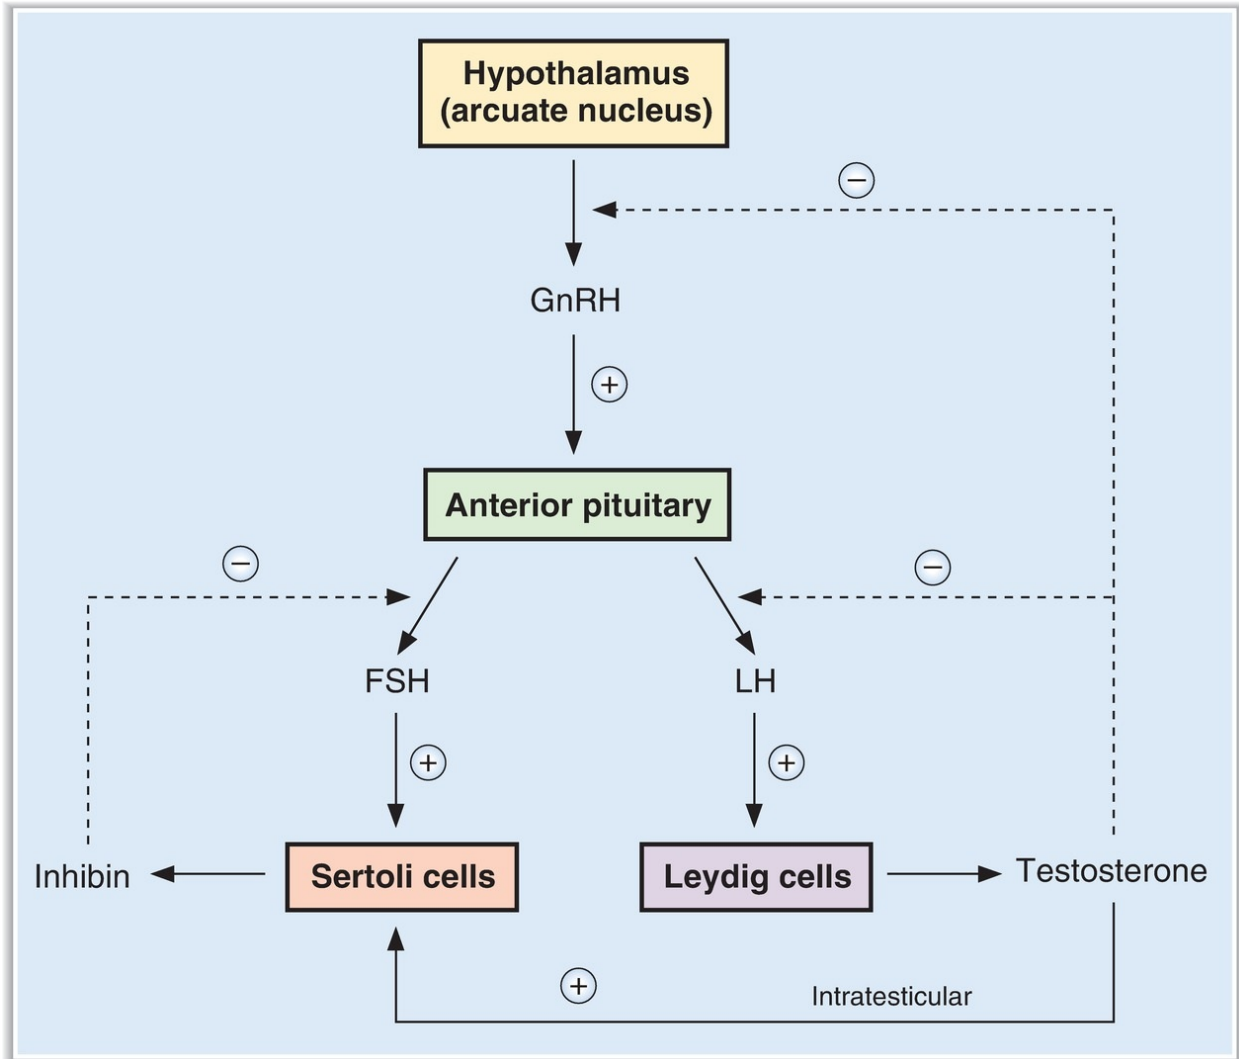 Hypothalamus
(arcuate nucleus)
−
GnRH
+
Anterior pituitary
−
−
FSH
LH
+
+
Inhibin
Sertoli cells
Leydig cells
Testosterone
+
Intratesticular